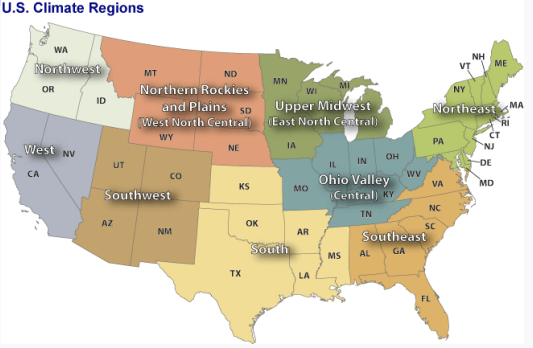 U.S. Climate Regions
WA
Northwest
OR
ID
MT
ND
Northern Rockies
and Plains
SD
(West North Central)
WY
NE
MN
WI
MI
Upper Midwest
(East North Central)
IA
VT
NH
ME
NY
Northeast
MA
RI
CT
NJ
PA
DE
MD
West
NV
CA
UT
CO
Southwest
AZ
NM
KS
OK
South
TX
AR
LA
MS
IL
IN
OH
WV
Ohio Valley
MO
(Central)
KY
TN
VA
NC
SC
Southeast
AL
GA
FL